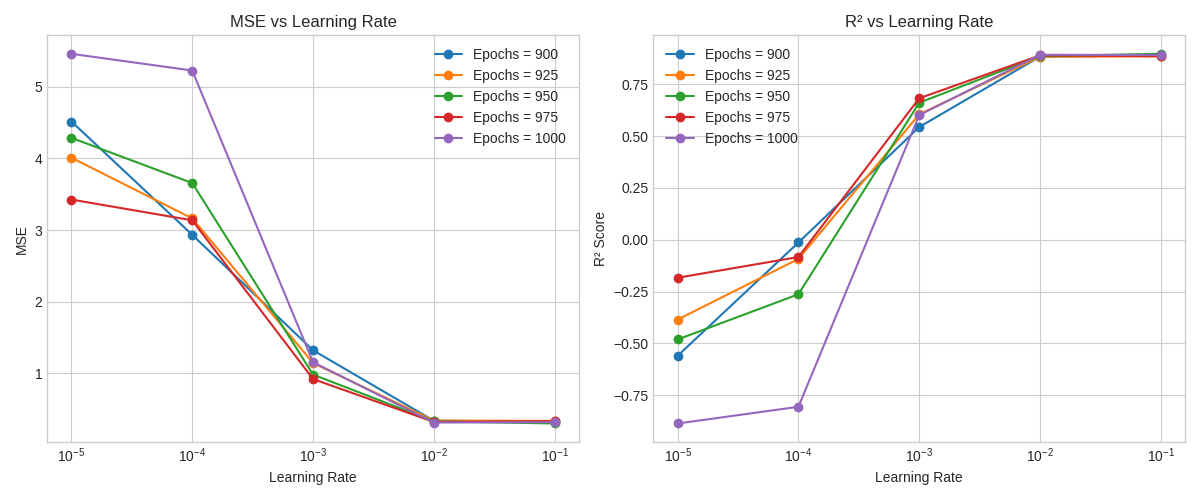 MSE vs Learning Rate
MSE
5
4
3
2
1
Epochs = 900
Epochs = 925
Epochs = 950
Epochs = 975
Epochs = 1000
10⁻⁵ 10⁻⁴ 10⁻³ 10⁻² 10⁻¹
Learning Rate
R² vs Learning Rate
R² Score
0.75
0.50
0.25
0.00
−0.25
−0.50
−0.75
Epochs = 900
Epochs = 925
Epochs = 950
Epochs = 975
Epochs = 1000
10⁻⁵ 10⁻⁴ 10⁻³ 10⁻² 10⁻¹
Learning Rate